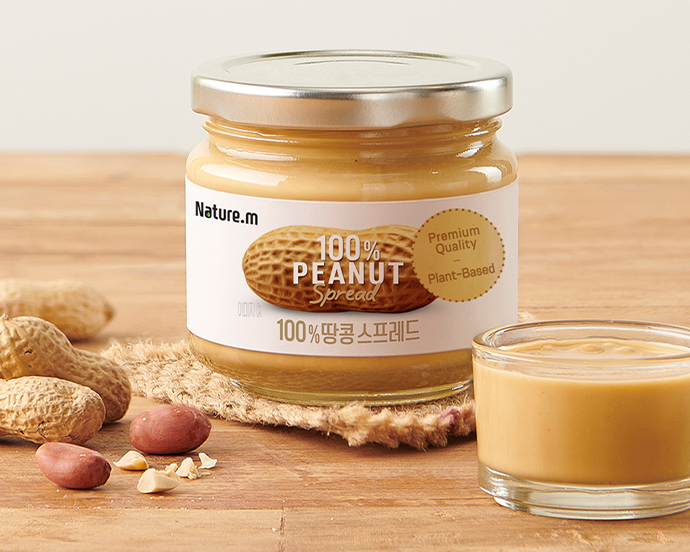 Nature.m
100%
PEANUT
Spread
Premium
Quality
Plant-Based
100% 땅콩 스프레드